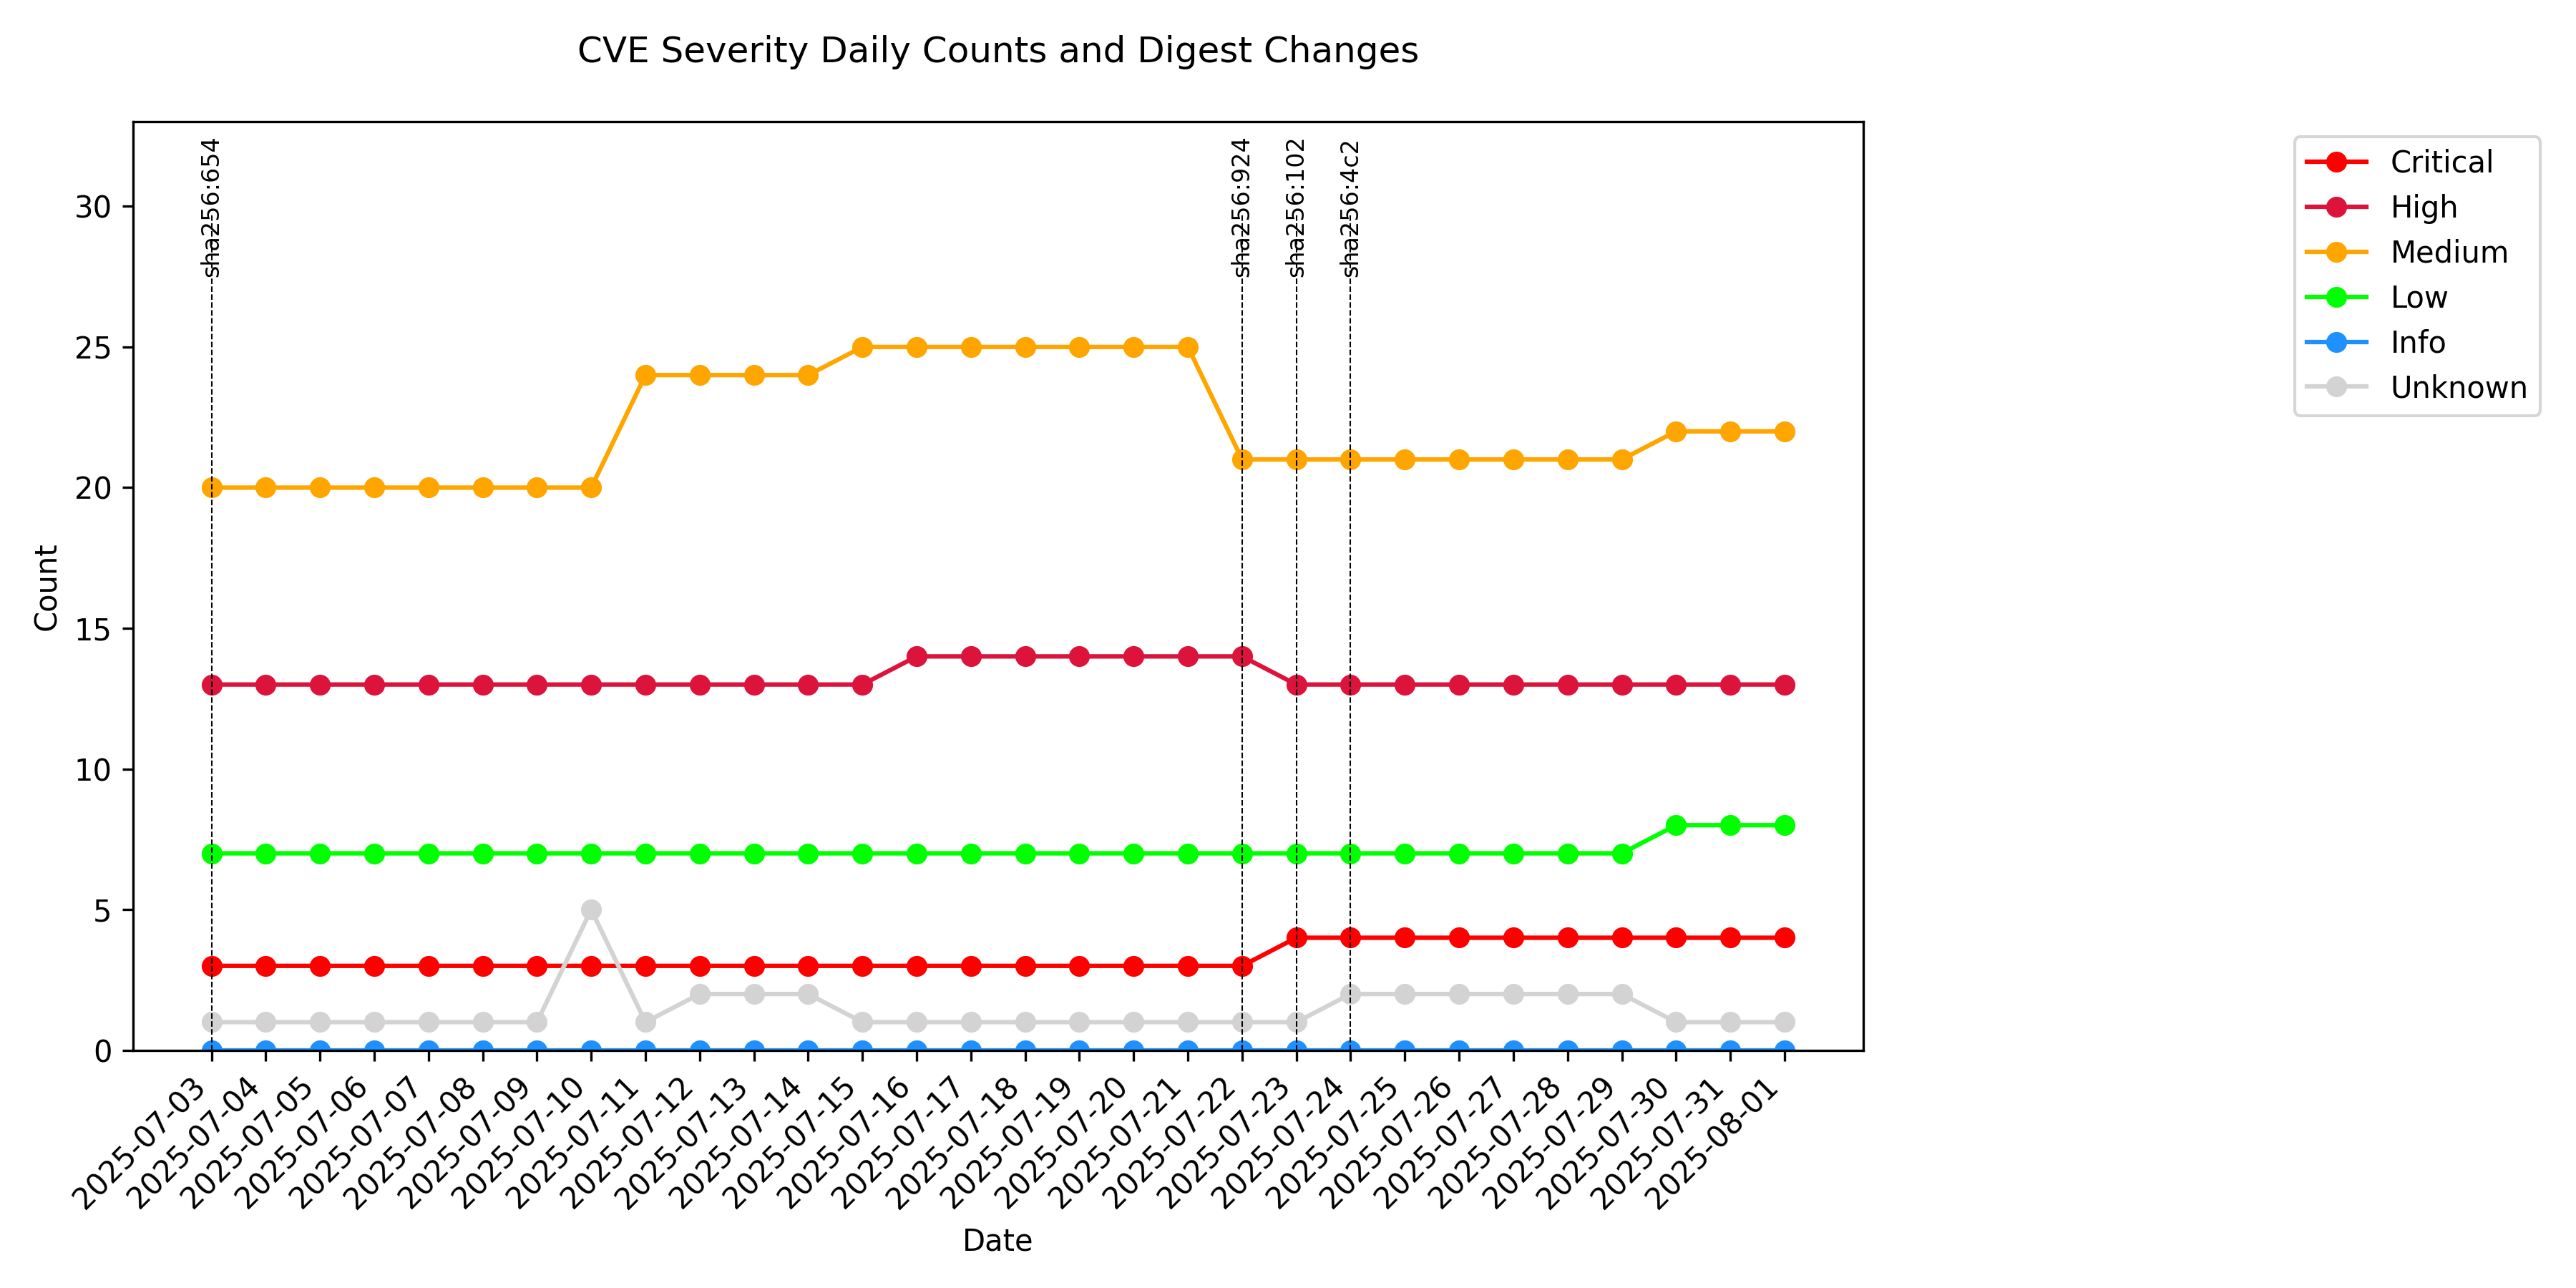 CVE Severity Daily Counts and Digest Changes
sha256:654
sha256:924
sha256:102
sha256:4c2
Critical
High
Medium
Low
Info
Unknown
Count
30
25
20
15
10
5
0
2025-07-03
2025-07-04
2025-07-05
2025-07-06
2025-07-07
2025-07-08
2025-07-09
2025-07-10
2025-07-11
2025-07-12
2025-07-13
2025-07-14
2025-07-15
2025-07-16
2025-07-17
2025-07-18
2025-07-19
2025-07-20
2025-07-21
2025-07-22
2025-07-23
2025-07-24
2025-07-25
2025-07-26
2025-07-27
2025-07-28
2025-07-29
2025-07-30
2025-07-31
2025-08-01
Date